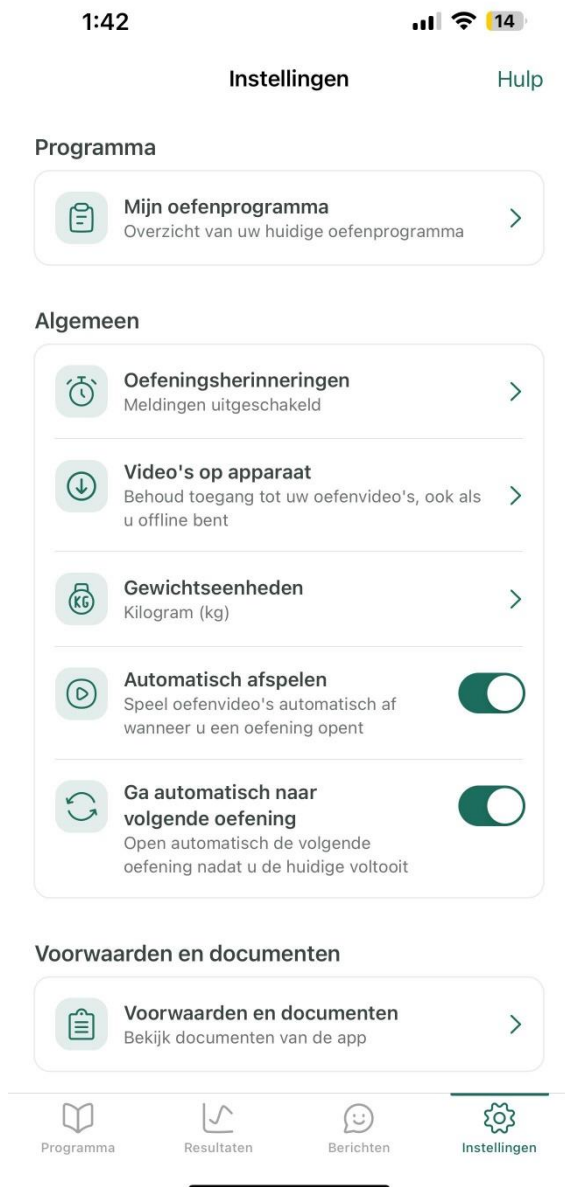 1:42
14
Instellingen
Hulp
Programma
Mijn oefenprogramma
Overzicht van uw huidige oefenprogramma
Algemeen
Oefeningsherinneringen
Meldingen uitgeschakeld
Video's op apparaat
Behoud toegang tot uw oefenvideo's, ook als
u offline bent
KG
Gewichtseenheden
Kilogram (kg)
Automatisch afspelen
Speel oefenvideo's automatisch af
wanneer u een oefening opent
Ga automatisch naar
volgende oefening
Open automatisch de volgende
oefening nadat u de huidige voltooit
Voorwaarden en documenten
Voorwaarden en documenten
Bekijk documenten van de app
Programma
Resultaten
Berichten
Instellingen